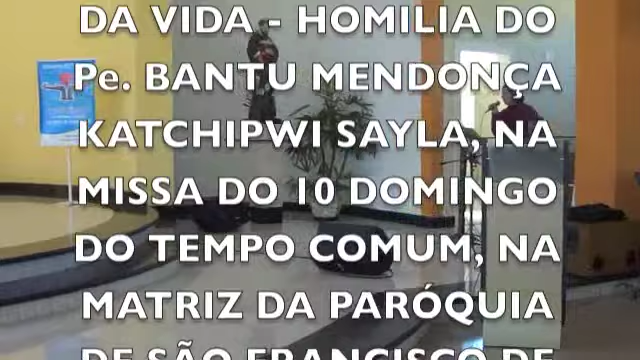 DA VIDA - HOMILIA DO
Pe. BANTU MENDONÇA
KATCHIPWI SAYLA, NA
MISSA DO 10 DOMINGO
DO TEMPO COMUM, NA
MATRIZ DA PARÓQUIA
DE SÃO FRANCISCO DE